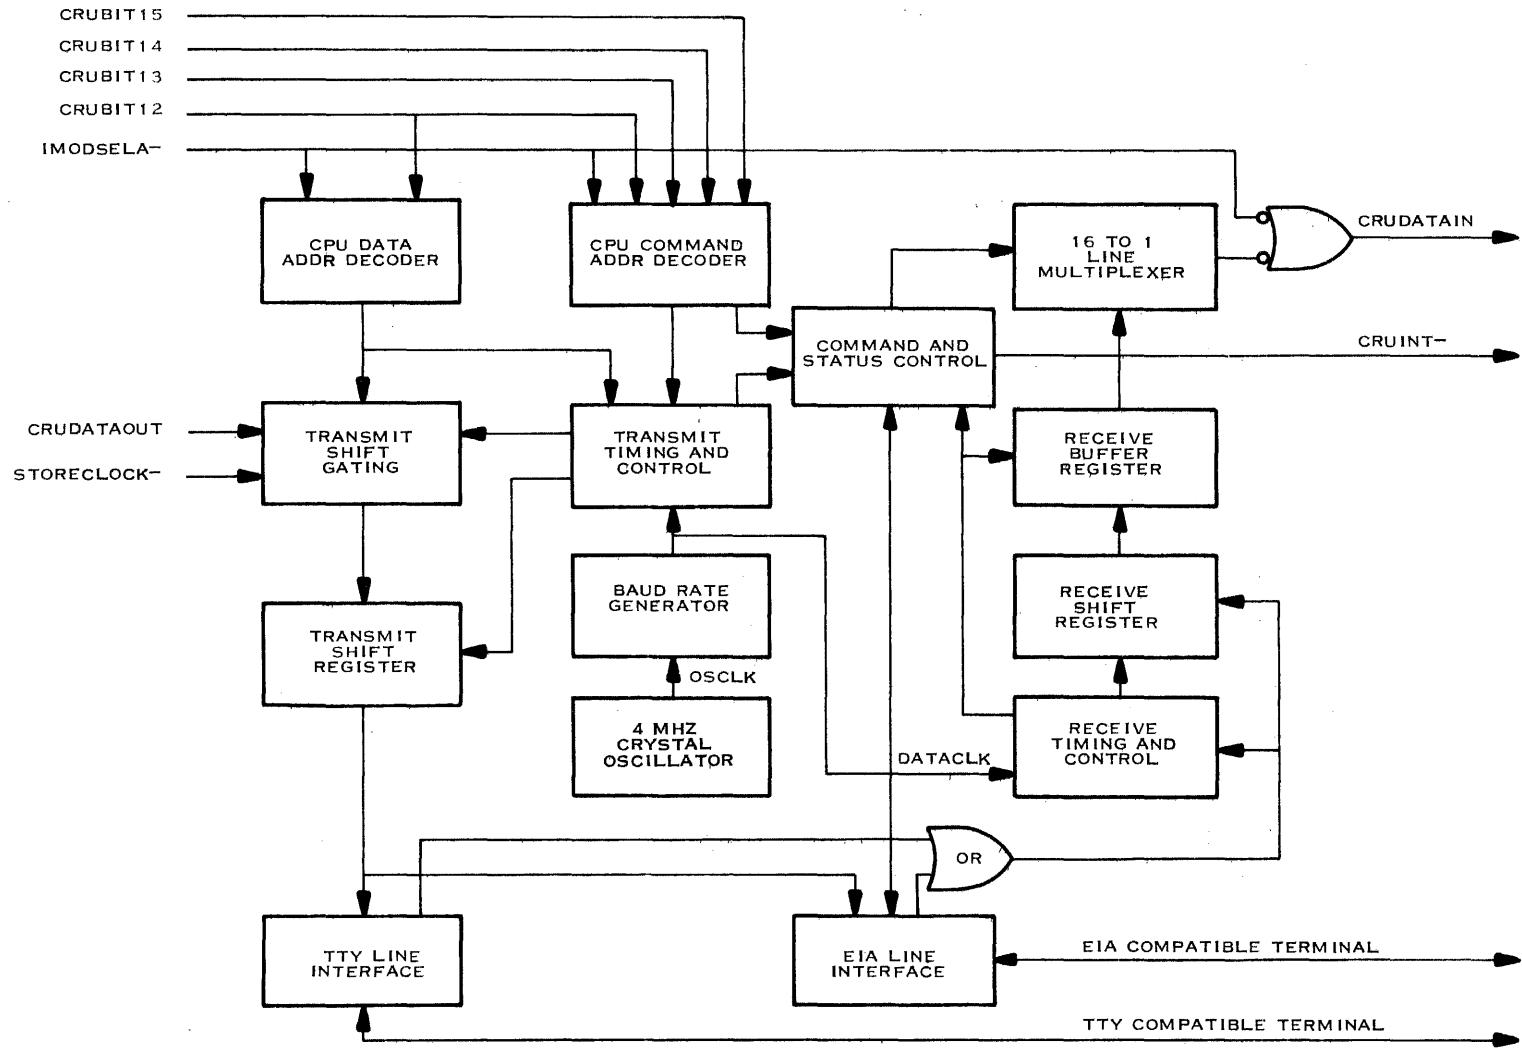 CRUBIT15
CRUBIT14
CRUBIT13
CRUBIT12
IMODSELA-
CPU DATA
ADDR DECODER
CPU COMMAND
ADDR DECODER
16 TO 1
LINE
MULTIPLEXER
CRUDATAIN
COMMAND AND
STATUS CONTROL
CRUINT-
CRUDATAOUT
STORECLOCK-
TRANSMIT
SHIFT
GATING
TRANSMIT
TIMING AND
CONTROL
RECEIVE
BUFFER
REGISTER
BAUD RATE
GENERATOR
RECEIVE
SHIFT
REGISTER
TRANSMIT
SHIFT
REGISTER
OSCLK
4 MHZ
CRYSTAL
OSCILLATOR
DATACLK
RECEIVE
TIMING AND
CONTROL
OR
TTY LINE
INTERFACE
EIA LINE
INTERFACE
EIA COMPATIBLE TERMINAL
TTY COMPATIBLE TERMINAL